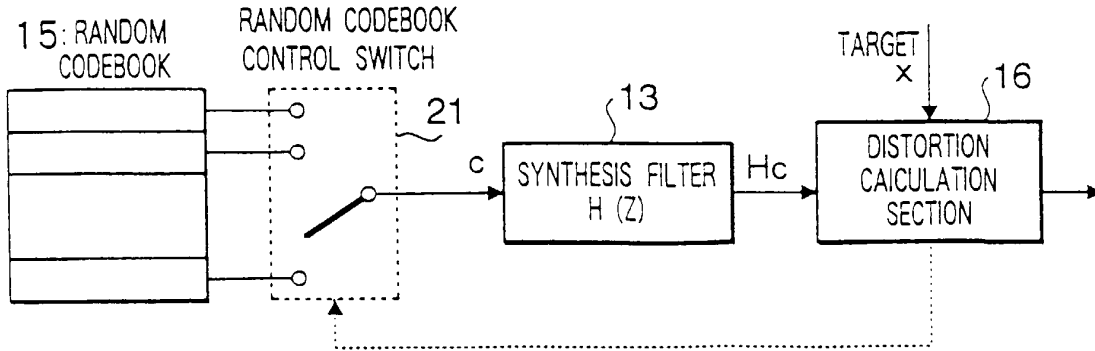 15: RANDOM
CODEBOOK
RANDOM CODEBOOK
CONTROL SWITCH
21
c
13
SYNTHESIS FILTER
H (Z)
Hc
TARGET
x
16
DISTORTION
CAICULATION
SECTION